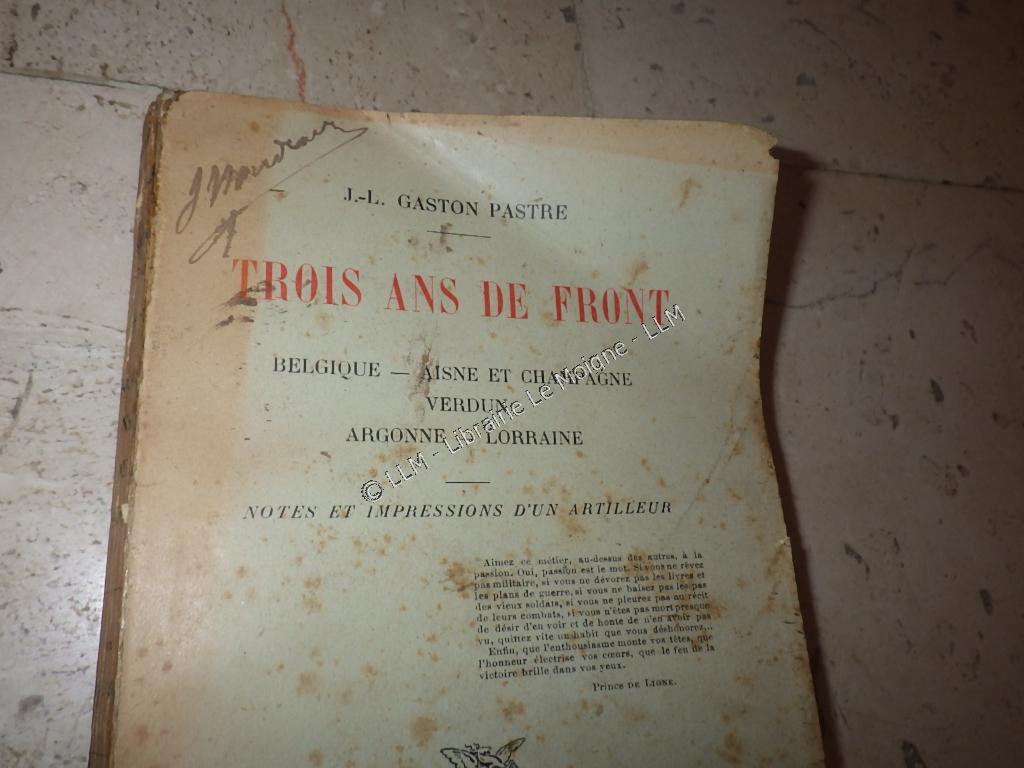 J.-L. GASTON PASTRE
TROIS ANS DE FRONT
BELGIQUE — AISNE ET CHAMPAGNE
VERDUN
ARGONNE LORRAINE
NOTES ET IMPRESSIONS D'UN ARTILLEUR
Aimez ce métier, au-dessus des autres, à la
passion. Oui, passion est le mot. Si vous ne rêvez
pas militaire, si vous ne dévorez pas les livres et
les plans de guerre, si vous ne baisez pas les pas
des vieux soldats, si vous ne pleurez pas au récit
de leurs combats, si vous n'êtes pas mort presque
de désir d'en voir et de honte de n'en avoir pas
vu, quittez vite un habit que vous déshonorez...
Enfin, que l'enthousiasme monte vos têtes, que
l'honneur électrise vos cœurs, que le feu de la
victoire brille dans vos yeux.
Prince DE LIGNE.
© LLM - Librairie Le Moigne - LLM